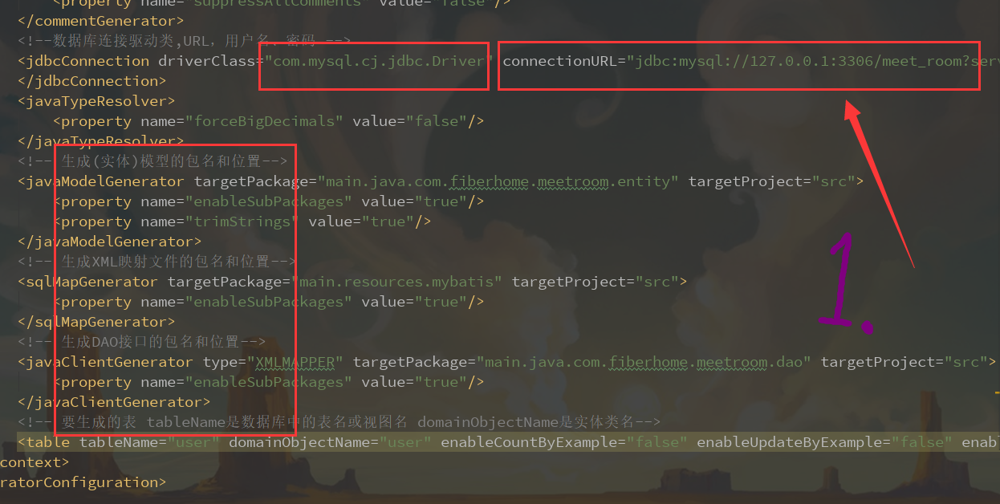 <property name="suppressAllComments" value="false"/>
</commentGenerator>
<!--数据库连接驱动类,URL，用户名、密码 -->
<jdbcConnection driverClass="com.mysql.cj.jdbc.Driver" connectionURL="jdbc:mysql://127.0.0.1:3306/meet_room?serv
</jdbcConnection>
<javaTypeResolver>
<property name="forceBigDecimals" value="false"/>
</javaTypeResolver>
<!-- 生成(实体)模型的包名和位置-->
<javaModelGenerator targetPackage="main.java.com.fiberhome.meetroom.entity" targetProject="src">
<property name="enableSubPackages" value="true"/>
<property name="trimStrings" value="true"/>
</javaModelGenerator>
<!-- 生成XML映射文件的包名和位置-->
<sqlMapGenerator targetPackage="main.resources.mybatis" targetProject="src">
<property name="enableSubPackages" value="true"/>
</sqlMapGenerator>
<!-- 生成DAO接口的包名和位置-->
<javaClientGenerator type="XMLMAPPER" targetPackage="main.java.com.fiberhome.meetroom.dao" targetProject="src">
<property name="enableSubPackages" value="true"/>
</javaClientGenerator>
<!-- 要生成的表 tableName是数据库中的表名或视图名 domainObjectName是实体类名-->
<table tableName="user" domainObjectName="user" enableCountByExample="false" enableUpdateByExample="false" enabl
context>
ratorConfiguration>
1.